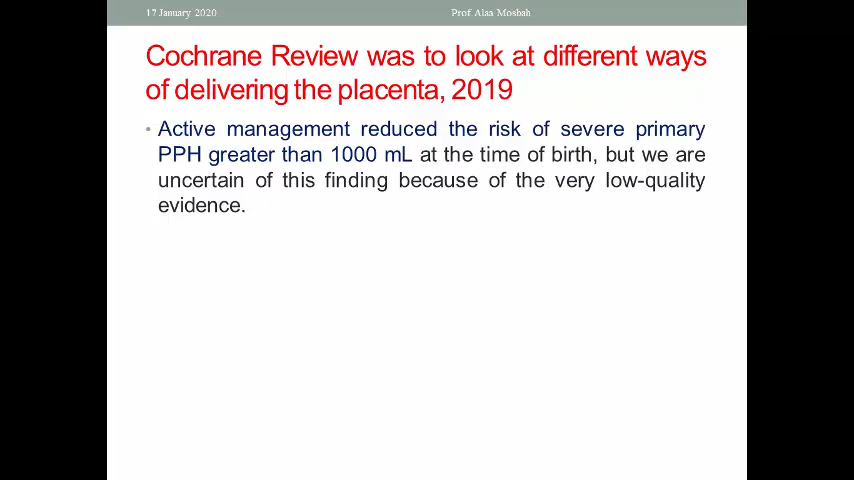 17 January 2020 Prof Alaa Mosbah
Cochrane Review was to look at different ways
of delivering the placenta, 2019
• Active management reduced the risk of severe primary
PPH greater than 1000 mL at the time of birth, but we are
uncertain of this finding because of the very low-quality
evidence.